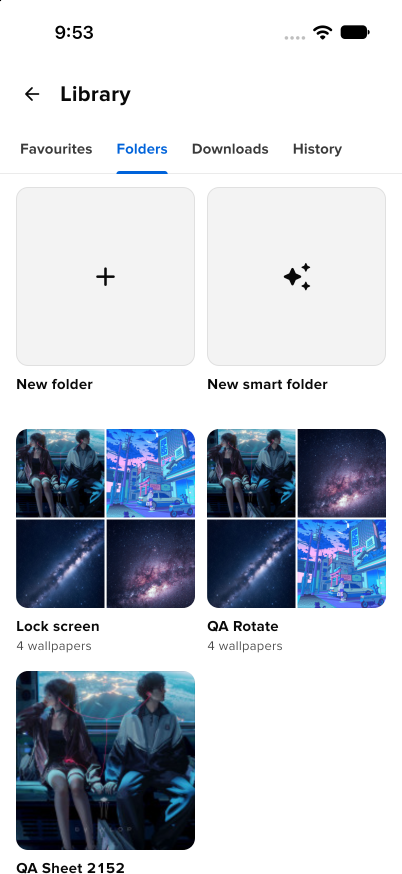 9:53
Library
Favourites Folders Downloads History
New folder New smart folder
Lock screen QA Rotate
4 wallpapers 4 wallpapers
QA Sheet 2152